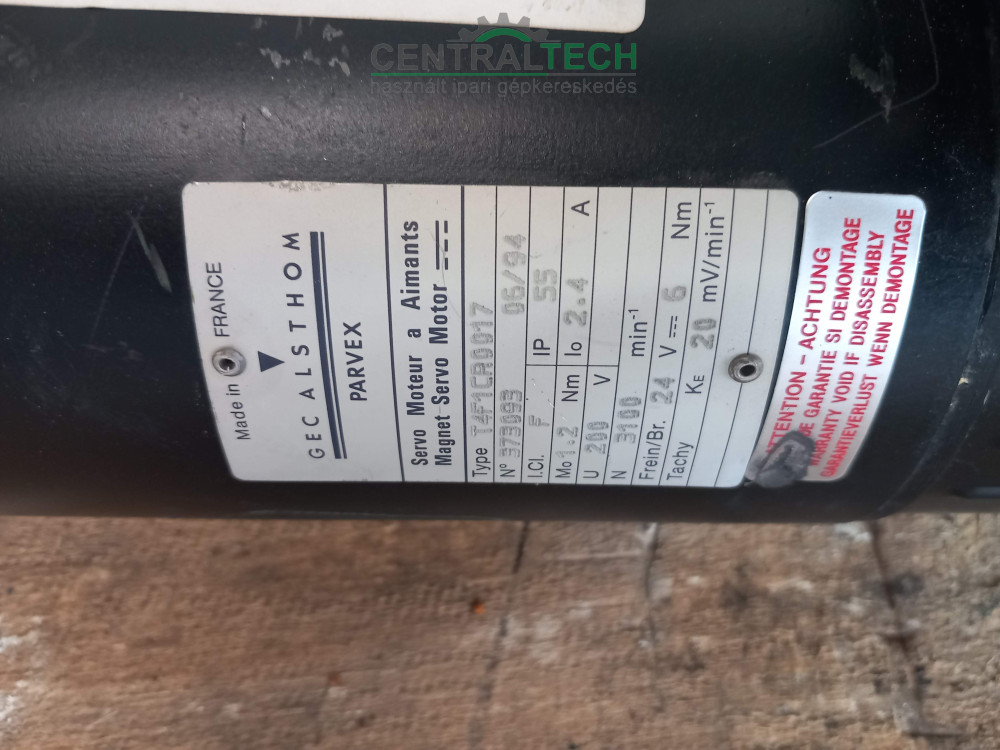 CENTRALTECH
használt ipari gépkereskedés
Made in FRANCE
GEC ALSTHOM
PARVEX
Servo Moteur a Aimants
Magnet Servo Motor
Type T4F1CR0017
N° 373093 06/94
I.Cl. F IP 55
Mo 1.2 Nm Io 2.4 A
U 200 V
N 3100 min-1
Frein/Br. 24 V 6 Nm
Tachy KE 20 mV/min-1
ATTENTION - ACHTUNG
DE GARANTIE SI DEMONTAGE
WARRANTY VOID IF DISASSEMBLY
GARANTIEVERLUST WENN DEMONTAGE